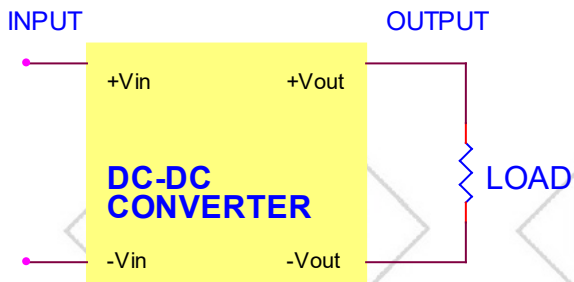 INPUT
OUTPUT
+Vin
+Vout
DC-DC
CONVERTER
LOAD
-Vin
-Vout